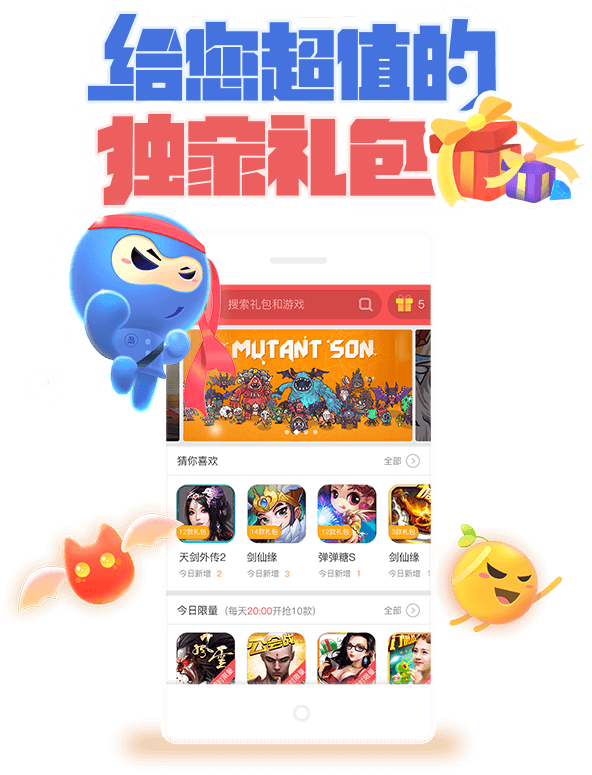 给您超值的
独家礼包
搜索礼包和游戏
5
MUTANT SON
猜你喜欢
全部
12款礼包
14款礼包
12款礼包
3款礼包
天剑外传2
剑仙缘
弹弹糖S
剑仙缘
今日新增 2
今日新增 3
今日新增 1
今日新增
今日限量 (每天20:00开抢10款)
全部
公会战